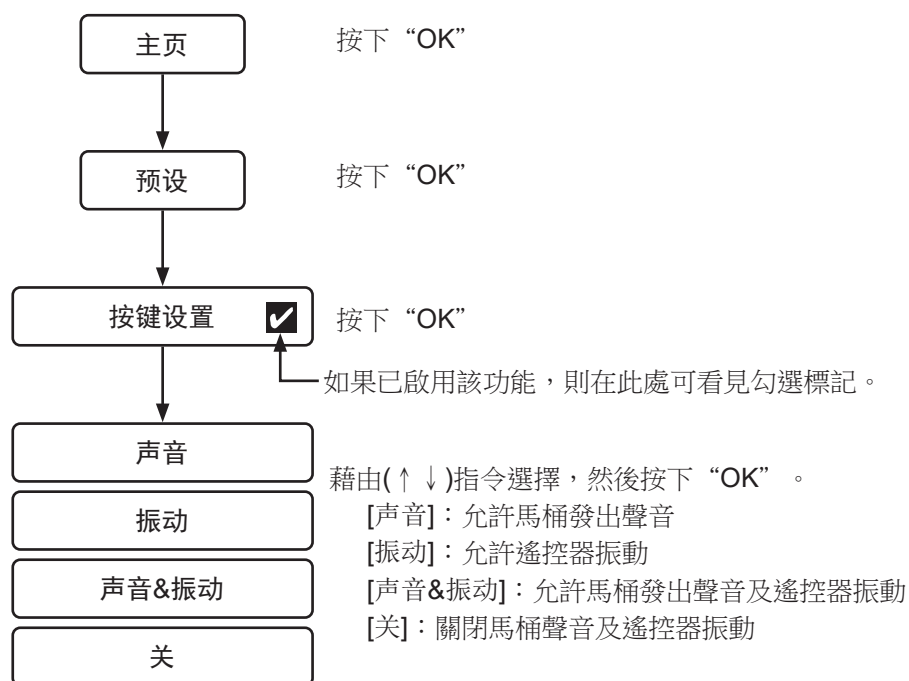 主页
按下“OK”
预设
按下“OK”
按键设置 ✔
按下“OK”
如果已啟用該功能，則在此處可看見勾選標記。
声音
振动
声音&振动
关
藉由(↑↓)指令選擇，然後按下“OK”。
[声音]：允許馬桶發出聲音
[振动]：允許遙控器振動
[声音&振动]：允許馬桶發出聲音及遙控器振動
[关]：關閉馬桶聲音及遙控器振動